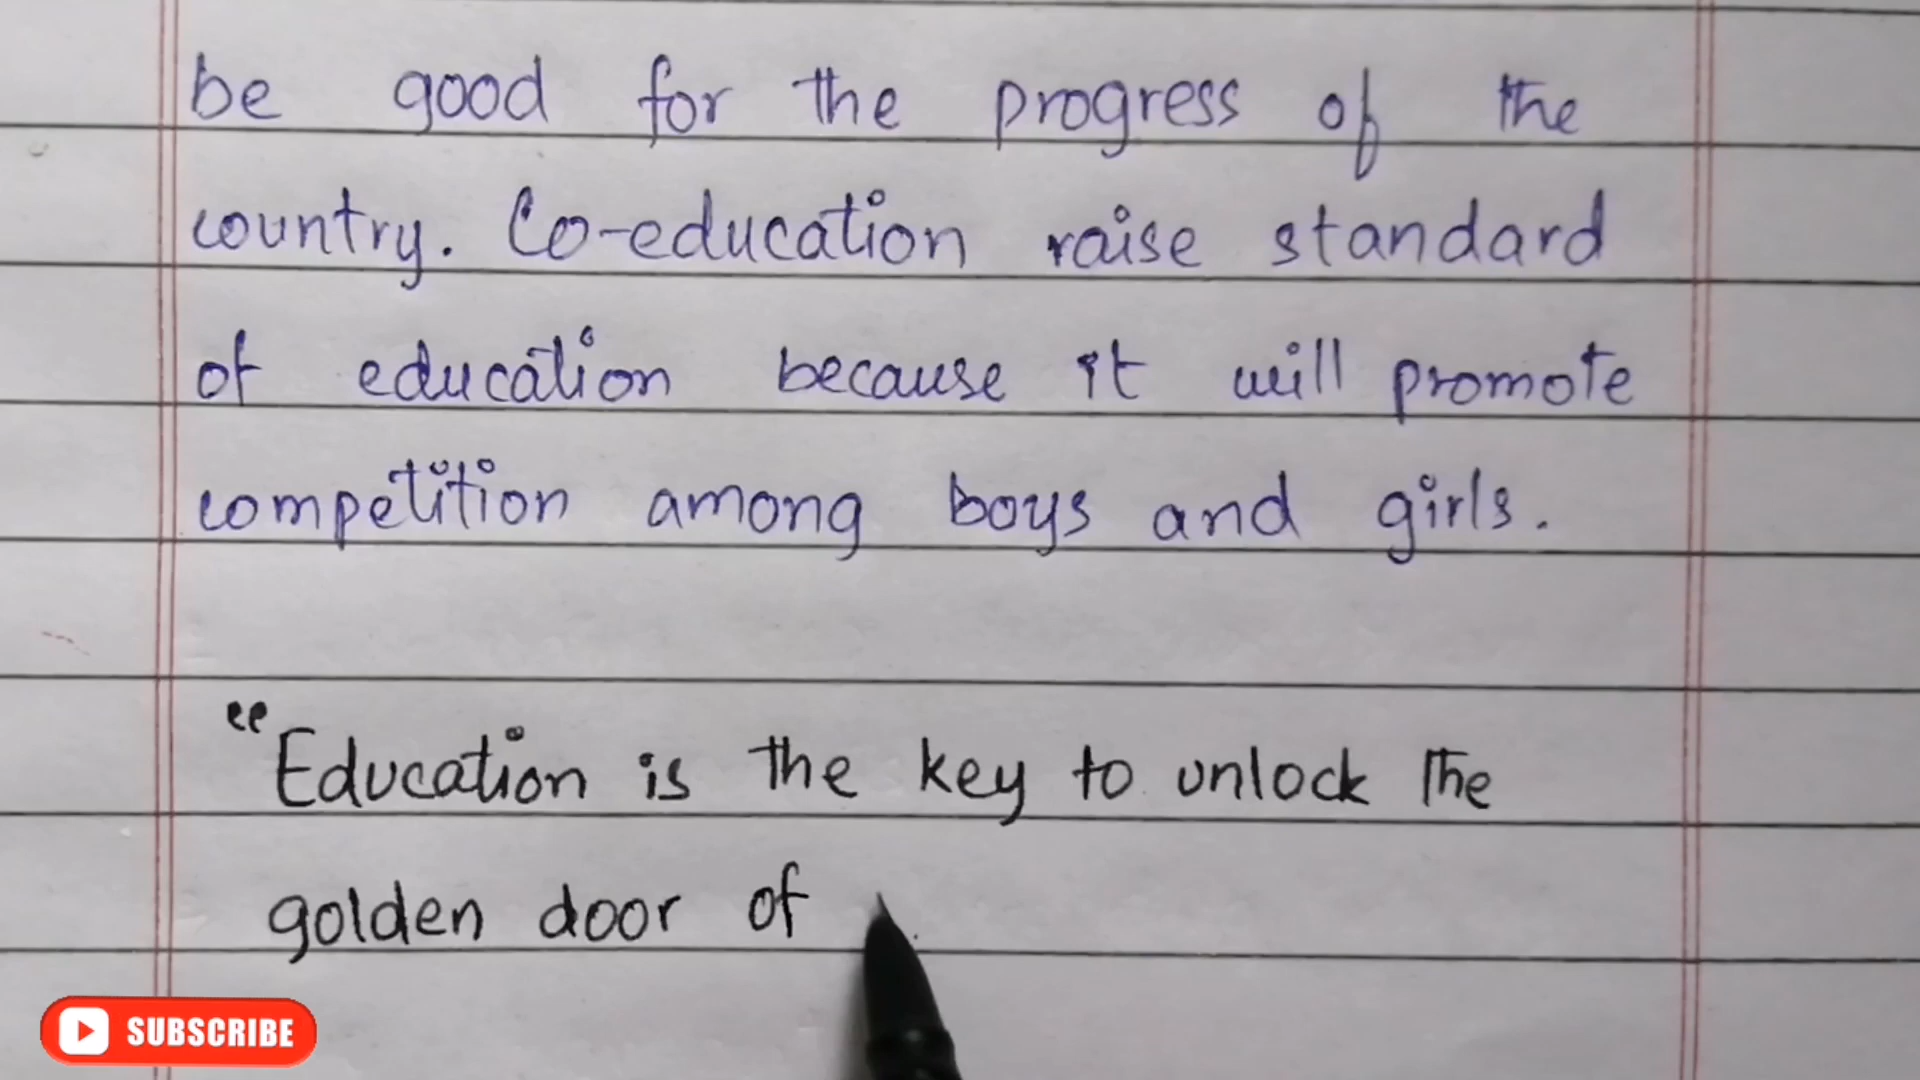 be good for the progress of the
country. Co-education raise standard
of education because it will promote
competition among boys and girls.
"Education is the key to unlock the
golden door of
SUBSCRIBE